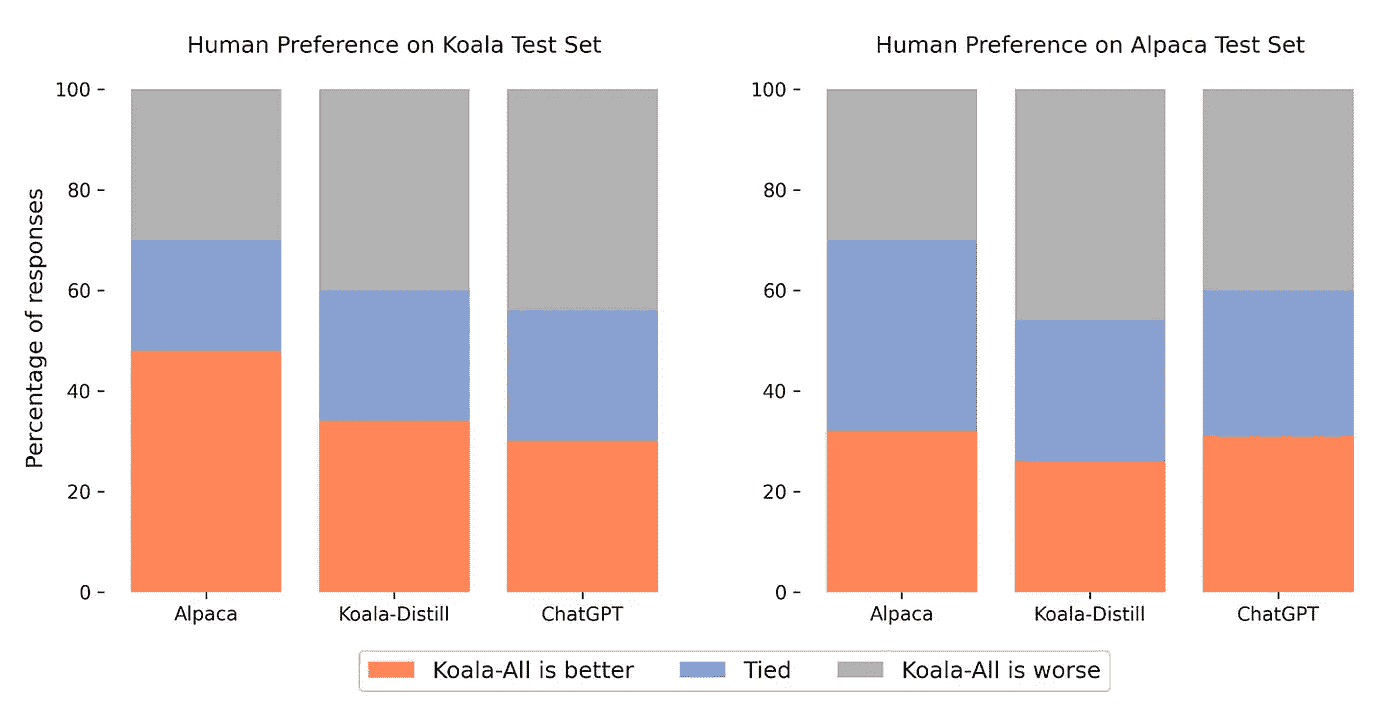 Human Preference on Koala Test Set
Percentage of responses
100
80
60
40
20
0
Alpaca
Koala-Distill
ChatGPT
Human Preference on Alpaca Test Set
100
80
60
40
20
0
Alpaca
Koala-Distill
ChatGPT
Koala-All is better
Tied
Koala-All is worse